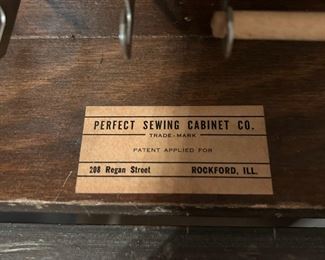 PERFECT SEWING CABINET CO.
TRADE-MARK
PATENT APPLIED FOR
208 Regan Street ROCKFORD, ILL.